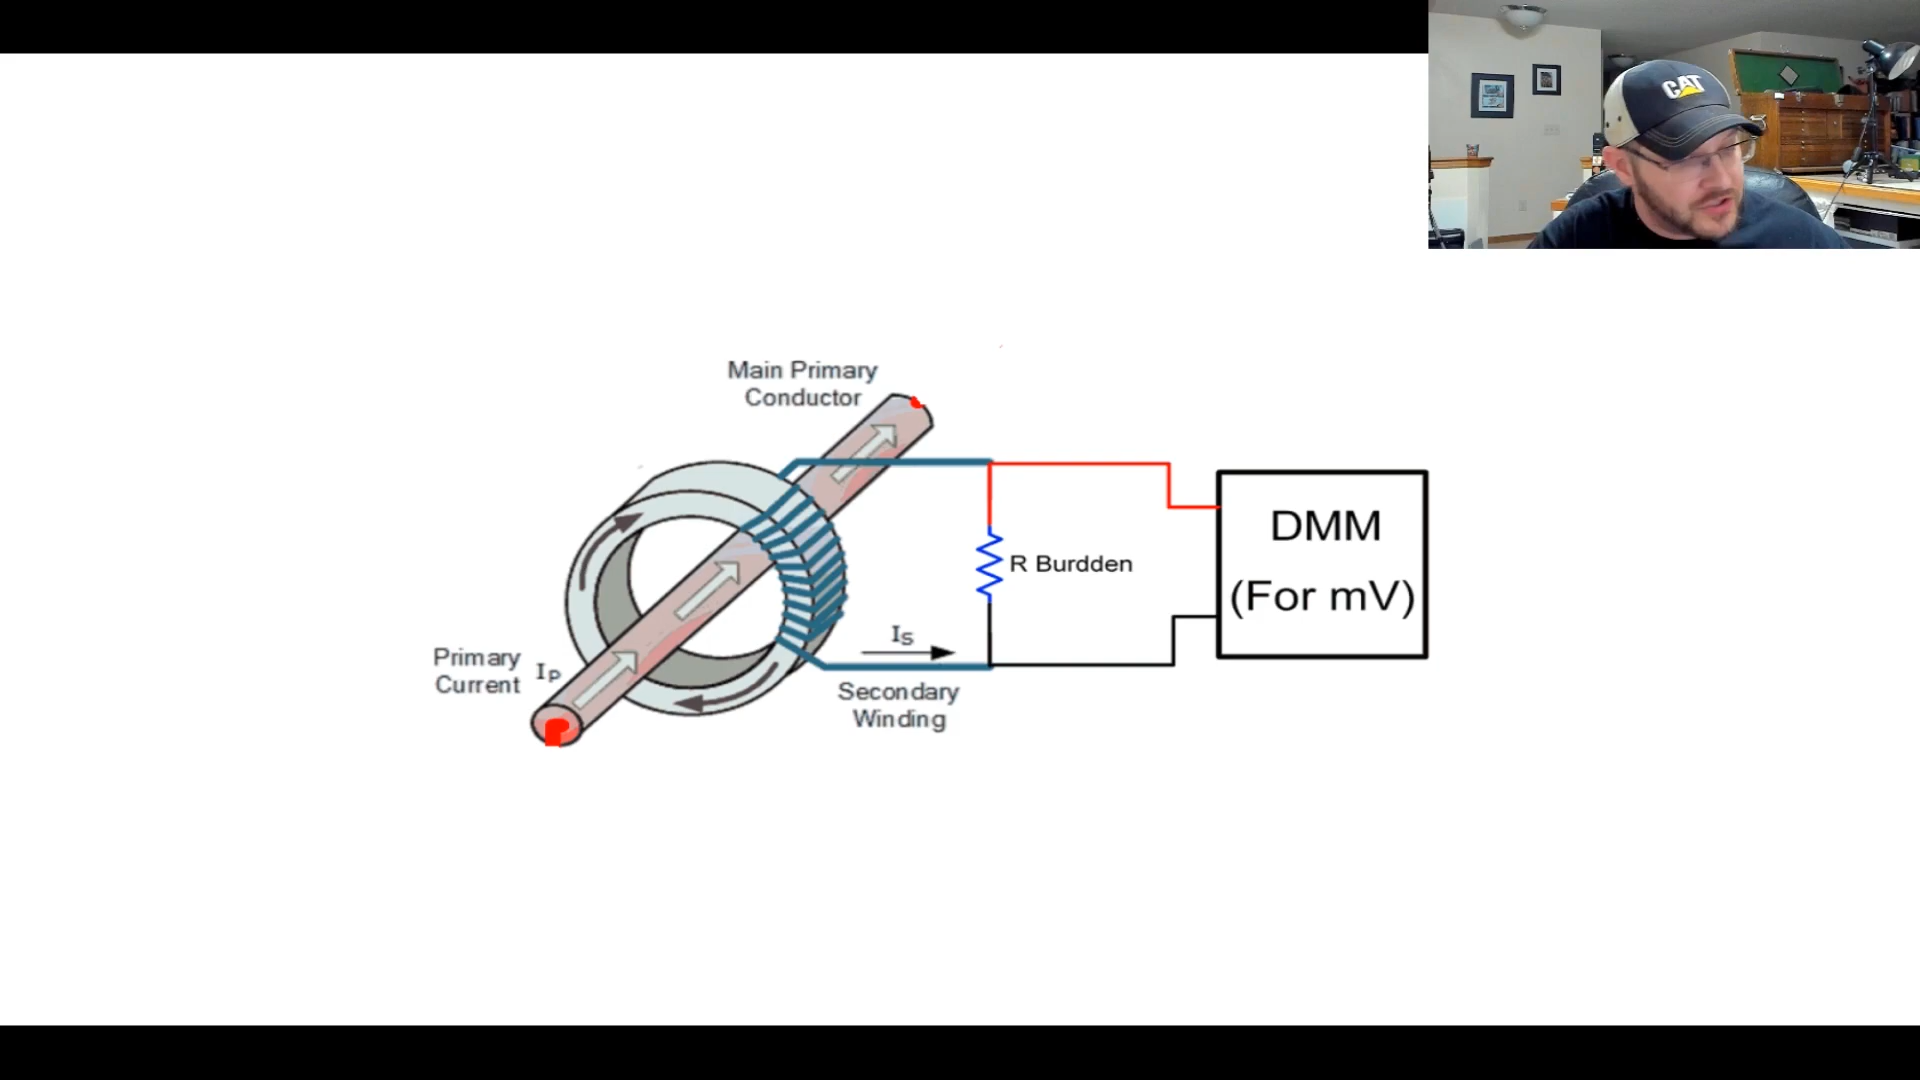 CAT
Main Primary
Conductor
DMM
(For mV)
R Burdden
Is
Primary
Current
Ip
Secondary
Winding